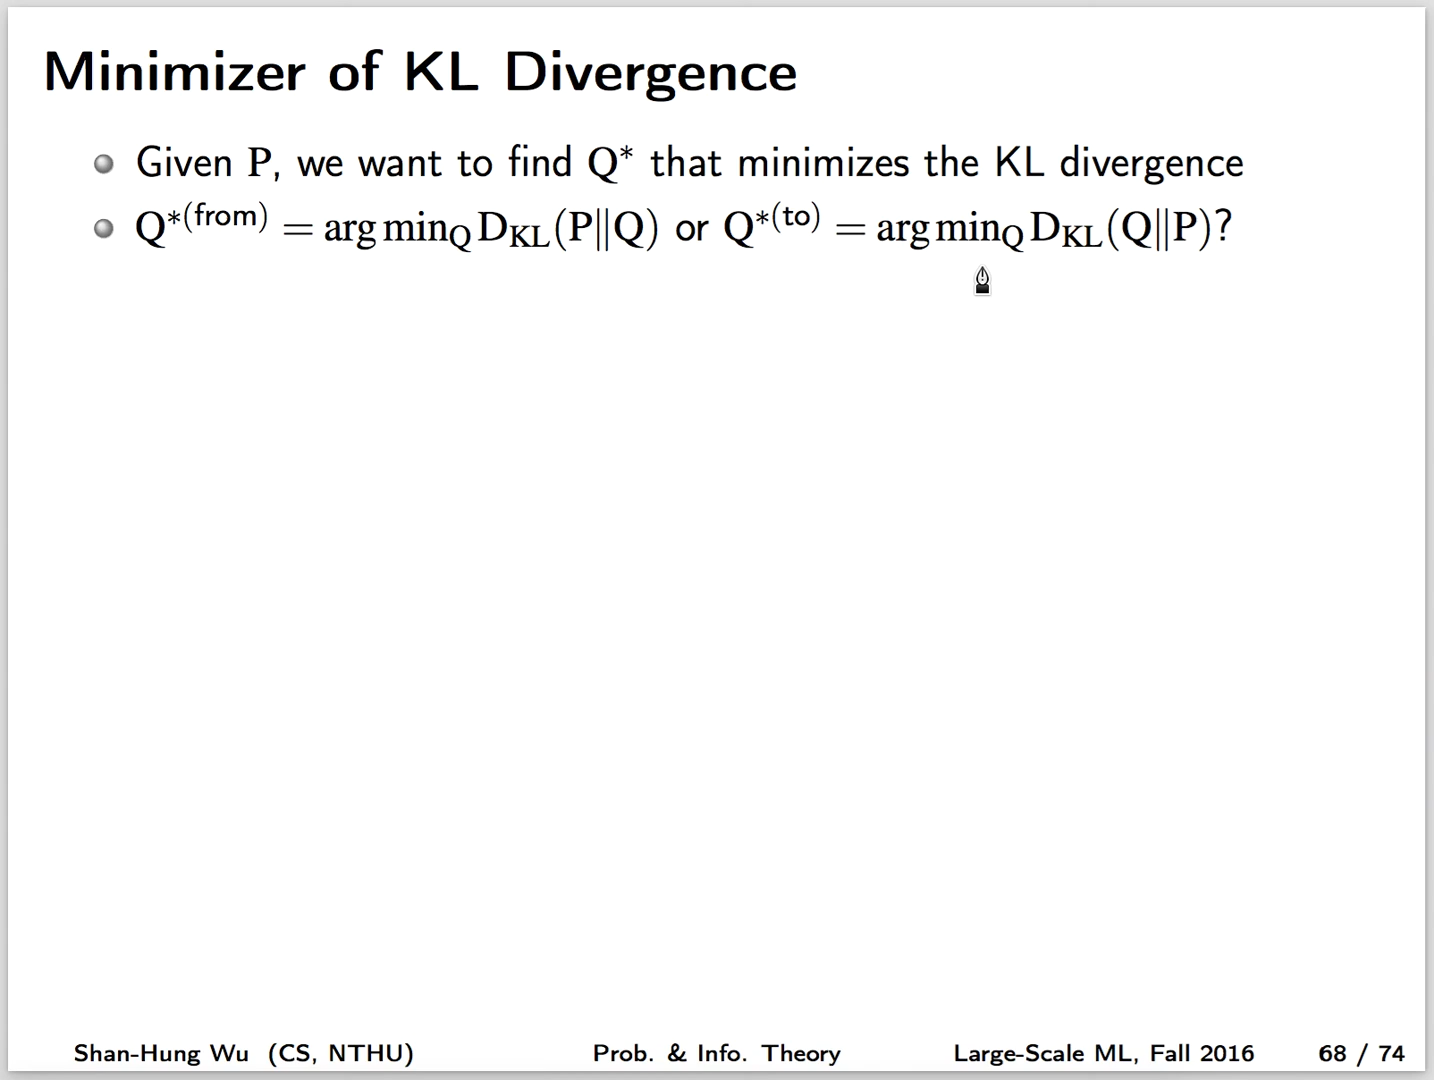 Minimizer of KL Divergence
Given P, we want to find Q* that minimizes the KL divergence
Q*(from) = arg minQ DKL(P‖Q) or Q*(to) = arg minQ DKL(Q‖P)?
Shan-Hung Wu (CS, NTHU) Prob. & Info. Theory Large-Scale ML, Fall 2016 68 / 74